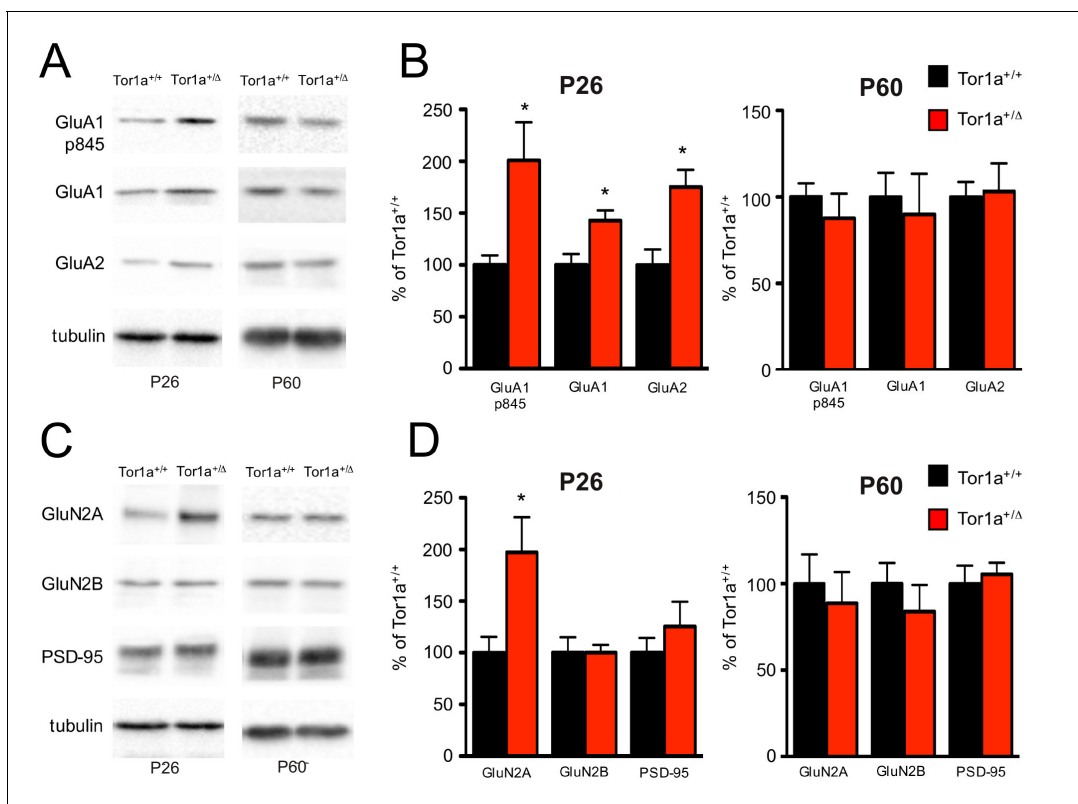 A
Tor1a+/+ Tor1a+/Δ Tor1a+/+ Tor1a+/Δ
GluA1
p845
GluA1
GluA2
tubulin
P26 P60
B
P26
% of Tor1a+/+
250
200
150
100
50
0
* * *
GluA1
p845
GluA1
GluA2
P60
Tor1a+/+
Tor1a+/Δ
% of Tor1a+/+
150
100
50
0
GluA1
p845
GluA1
GluA2
C
Tor1a+/+ Tor1a+/Δ Tor1a+/+ Tor1a+/Δ
GluN2A
GluN2B
PSD-95
tubulin
P26 P60
D
P26
% of Tor1a+/+
250
200
150
100
50
0
*
GluN2A GluN2B PSD-95
P60
Tor1a+/+
Tor1a+/Δ
% of Tor1a+/+
150
100
50
0
GluN2A GluN2B PSD-95